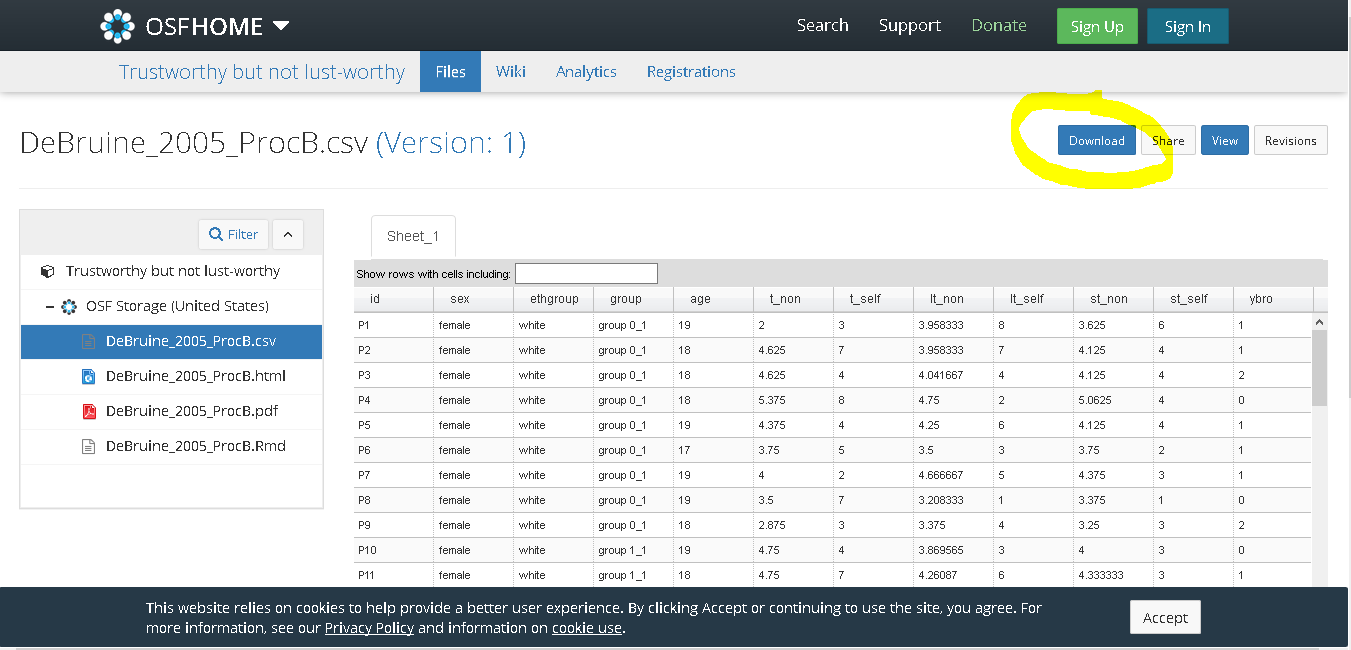 OSFHOME Search Support Donate Sign Up Sign In
Trustworthy but not lust-worthy Files Wiki Analytics Registrations
DeBruine_2005_ProcB.csv (Version: 1) Download Share View Revisions
Filter
Trustworthy but not lust-worthy
OSF Storage (United States)
DeBruine_2005_ProcB.csv
DeBruine_2005_ProcB.html
DeBruine_2005_ProcB.pdf
DeBruine_2005_ProcB.Rmd
Sheet_1
Show rows with cells including:
id sex ethgroup group age t_non t_self lt_non lt_self st_non st_self ybro
P1 female white group 0_1 19 2 3 3.958333 8 3.625 6 1
P2 female white group 0_1 18 4.625 7 3.958333 7 4.125 4 1
P3 female white group 0_1 18 4.625 4 4.041667 4 4.125 4 2
P4 female white group 0_1 18 5.375 8 4.75 2 5.0625 4 0
P5 female white group 0_1 19 4.375 4 4.25 6 4.125 4 1
P6 female white group 0_1 17 3.75 5 3.5 3 3.75 2 1
P7 female white group 0_1 19 4 2 4.666667 5 4.375 3 1
P8 female white group 0_1 19 3.5 7 3.208333 1 3.375 1 0
P9 female white group 0_1 18 2.875 3 3.375 4 3.25 3 2
P10 female white group 1_1 19 4.75 4 3.869565 3 4 3 0
P11 female white group 1_1 18 4.75 7 4.26087 6 4.333333 3 1
This website relies on cookies to help provide a better user experience. By clicking Accept or continuing to use the site, you agree. For
more information, see our Privacy Policy and information on cookie use.
Accept